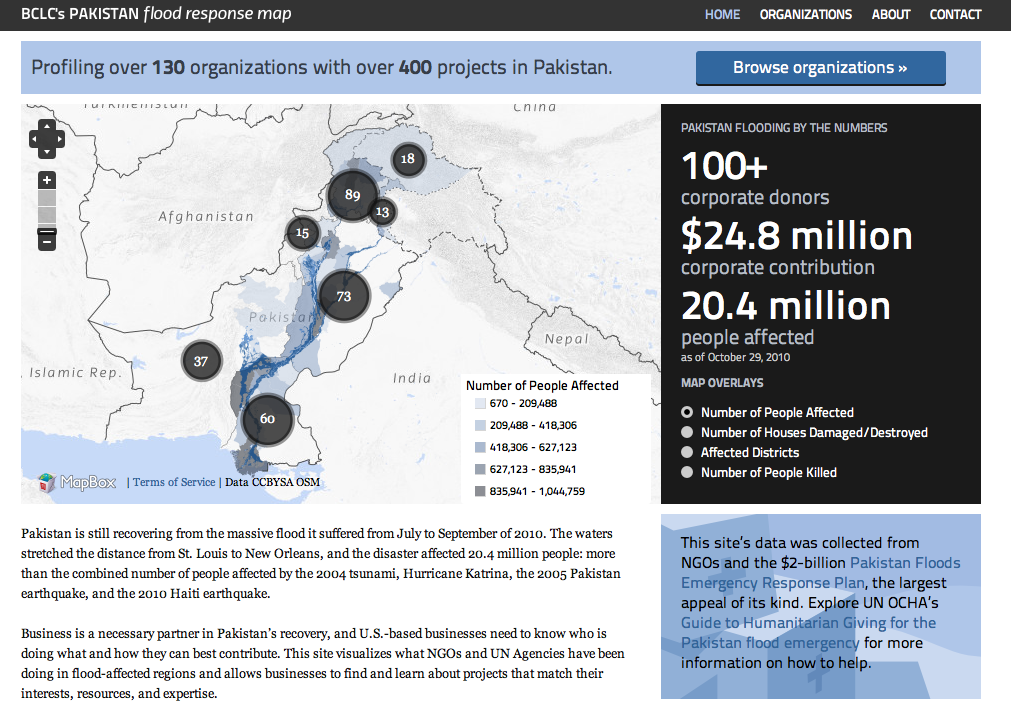 BCLC's PAKISTAN flood response map
HOME ORGANIZATIONS ABOUT CONTACT
Profiling over 130 organizations with over 400 projects in Pakistan.
Browse organizations »
Turkmenistan
China
18
89
13
Afghanistan
15
73
Pakistan
Nepal
37
Islamic Rep.
India
60
Number of People Affected
670 - 209,488
209,488 - 418,306
418,306 - 627,123
627,123 - 835,941
835,941 - 1,044,759
MapBox | Terms of Service | Data CCBYSA OSM
PAKISTAN FLOODING BY THE NUMBERS
100+
corporate donors
$24.8 million
corporate contribution
20.4 million
people affected
as of October 29, 2010
MAP OVERLAYS
Number of People Affected
Number of Houses Damaged/Destroyed
Affected Districts
Number of People Killed
Pakistan is still recovering from the massive flood it suffered from July to September of 2010. The waters
stretched the distance from St. Louis to New Orleans, and the disaster affected 20.4 million people: more
than the combined number of people affected by the 2004 tsunami, Hurricane Katrina, the 2005 Pakistan
earthquake, and the 2010 Haiti earthquake.
Business is a necessary partner in Pakistan's recovery, and U.S.-based businesses need to know who is
doing what and how they can best contribute. This site visualizes what NGOs and UN Agencies have been
doing in flood-affected regions and allows businesses to find and learn about projects that match their
interests, resources, and expertise.
This site's data was collected from
NGOs and the $2-billion Pakistan Floods
Emergency Response Plan, the largest
appeal of its kind. Explore UN OCHA's
Guide to Humanitarian Giving for the
Pakistan flood emergency for more
information on how to help.